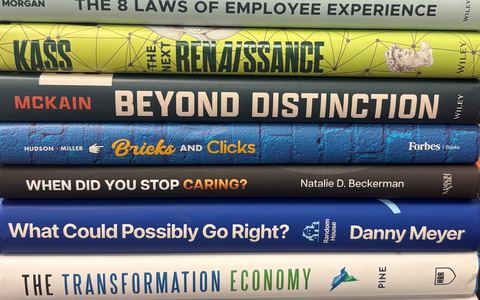 MORGAN THE 8 LAWS OF EMPLOYEE EXPERIENCE WILEY
KASS THE NEXT RENAISSANCE WILEY
MCKAIN BEYOND DISTINCTION WILEY
HUDSON MILLER Bricks AND Clicks Forbes | Books
WHEN DID YOU STOP CARING? Natalie D. Beckerman
What Could Possibly Go Right? Random House Danny Meyer
THE TRANSFORMATION ECONOMY PINE HBR